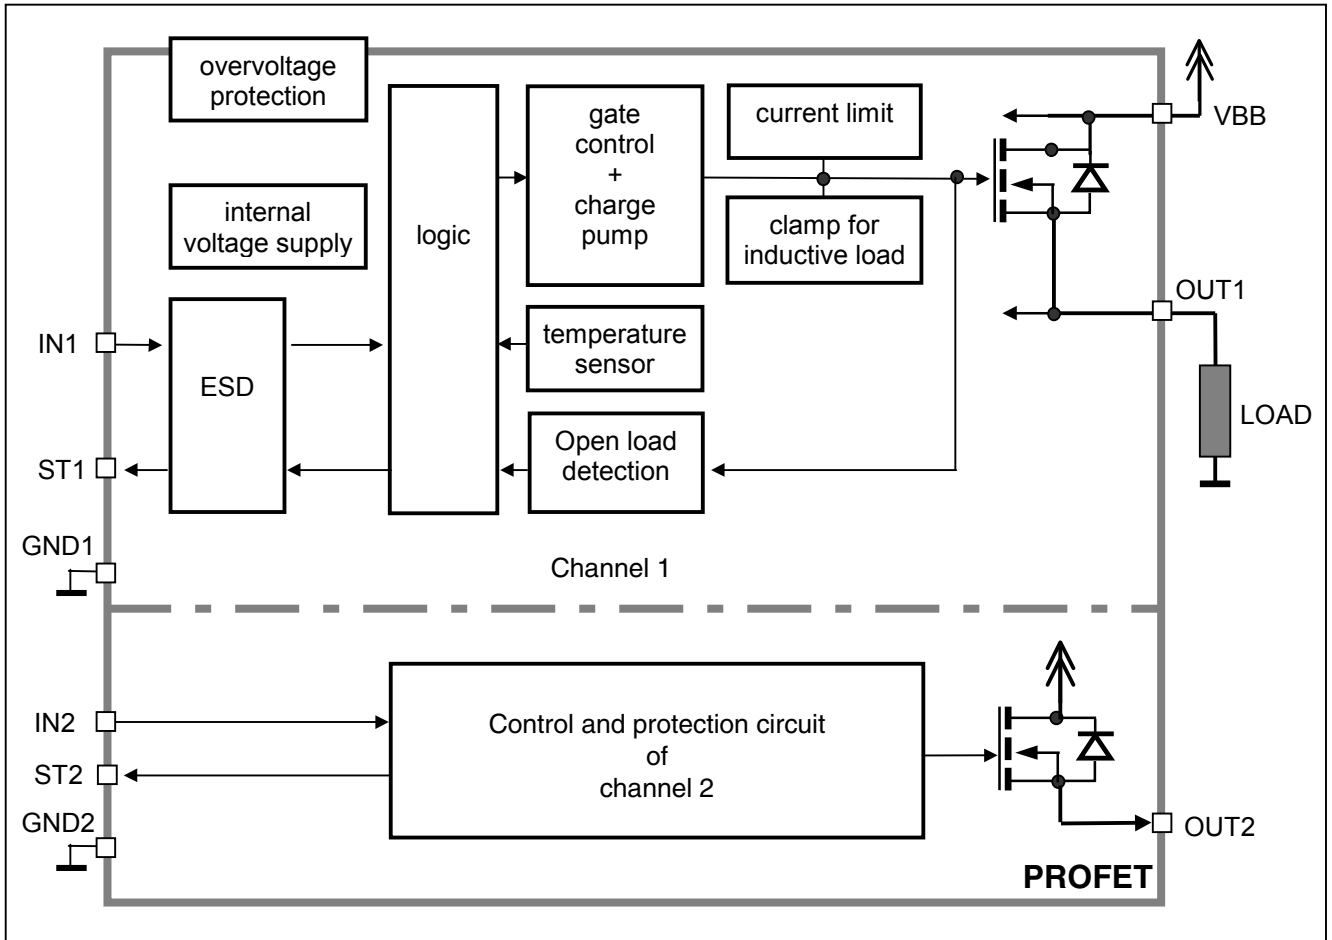 overvoltage
protection
internal
voltage supply
logic
gate
control
+
charge
pump
current limit
clamp for
inductive load
VBB
OUT1
LOAD
IN1
ESD
temperature
sensor
ST1
Open load
detection
GND1
Channel 1
IN2
ST2
GND2
Control and protection circuit
of
channel 2
OUT2
PROFET